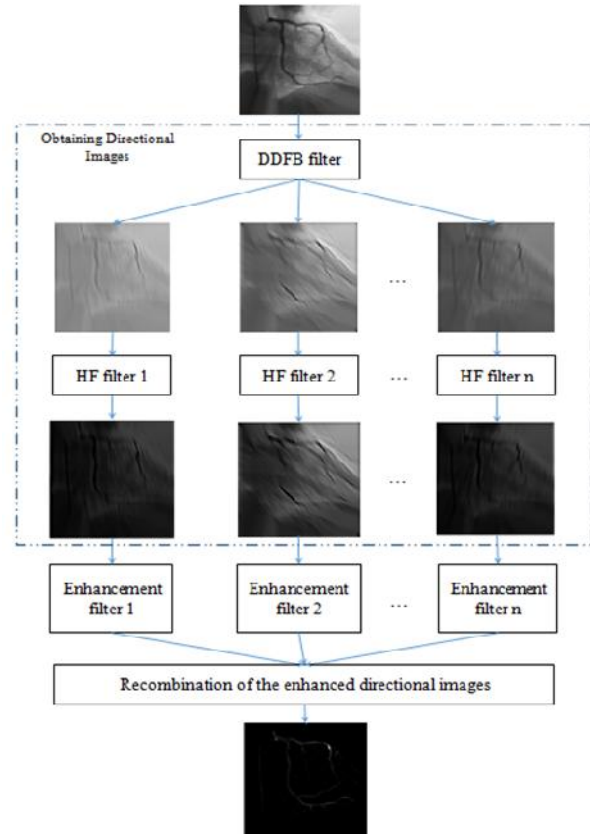 Obtaining Directional
Images
DDFB filter
...
HF filter 1
HF filter 2
...
HF filter n
...
Enhancement
filter 1
Enhancement
filter 2
...
Enhancement
filter n
Recombination of the enhanced directional images